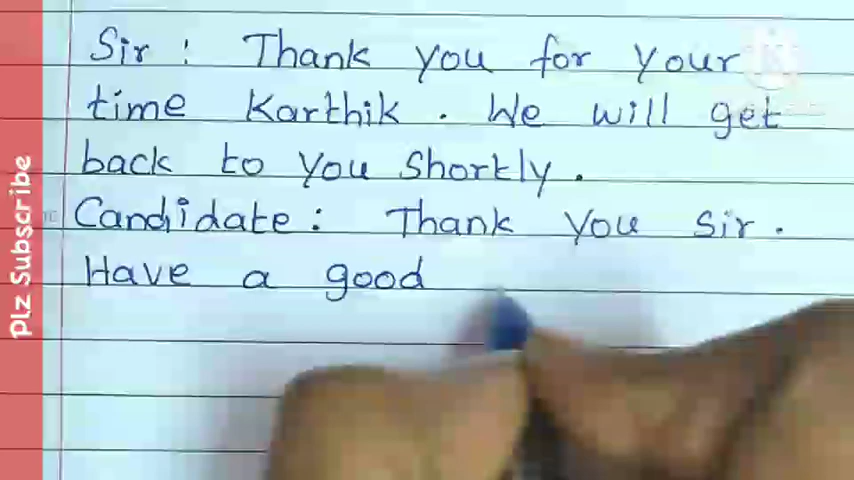 Sir : Thank you for your
time Karthik. We will get
back to you shortly.
Candidate: Thank you sir.
Have a good
Plz Subscribe